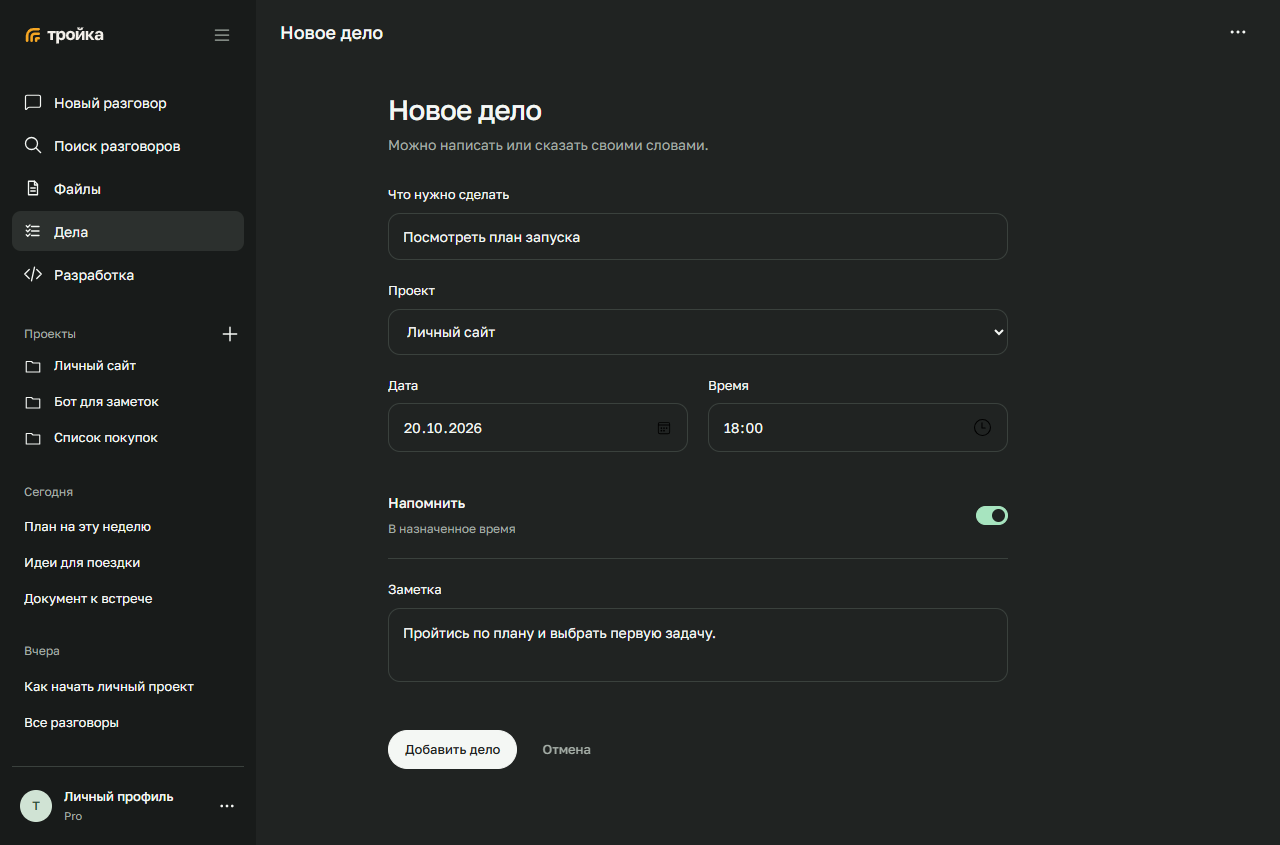 тройка
Новый разговор
Поиск разговоров
Файлы
Дела
Разработка
Проекты
Личный сайт
Бот для заметок
Список покупок
Сегодня
План на эту неделю
Идеи для поездки
Документ к встрече
Вчера
Как начать личный проект
Все разговоры
Т
Личный профиль
Pro
Новое дело
Новое дело
Можно написать или сказать своими словами.
Что нужно сделать
Посмотреть план запуска
Проект
Личный сайт
Дата
Время
20.10.2026
18:00
Напомнить
В назначенное время
Заметка
Пройтись по плану и выбрать первую задачу.
Добавить дело
Отмена